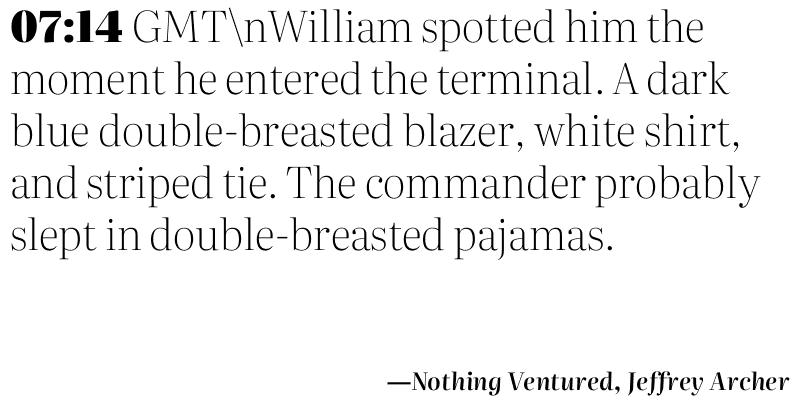 07:14 GMT\nWilliam spotted him the
moment he entered the terminal. A dark
blue double-breasted blazer, white shirt,
and striped tie. The commander probably
slept in double-breasted pajamas.
—Nothing Ventured, Jeffrey Archer